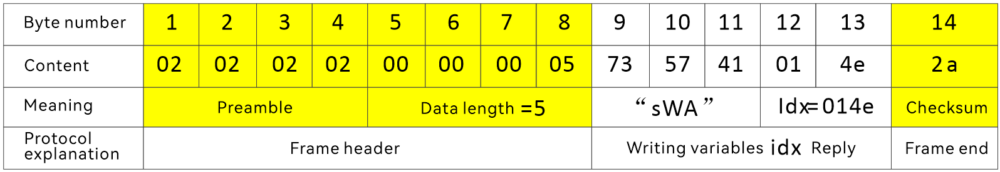 Byte number 1 2 3 4 5 6 7 8 9 10 11 12 13 14
Content 02 02 02 02 00 00 00 05 73 57 41 01 4e 2a
Meaning Preamble Data length =5 “sWA” Idx=014e Checksum
Protocol explanation Frame header Writing variables idx Reply Frame end